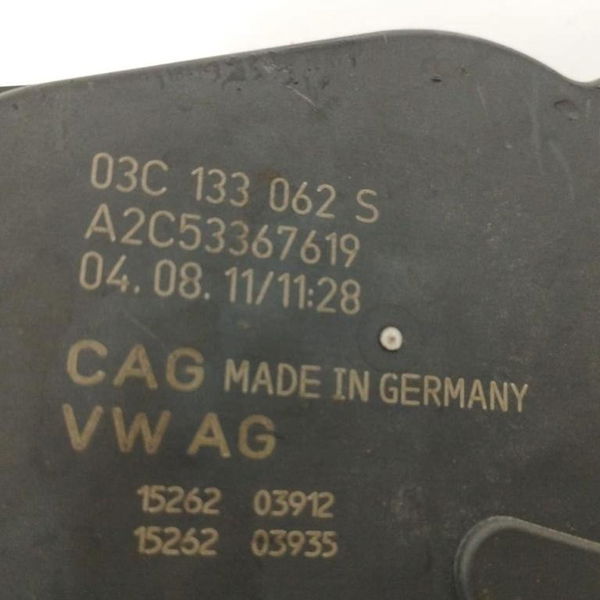 03C 133 062 S
A2C53367619
04.08.11/11:28
CAG MADE IN GERMANY
VW AG
15262 03912
15262 03935